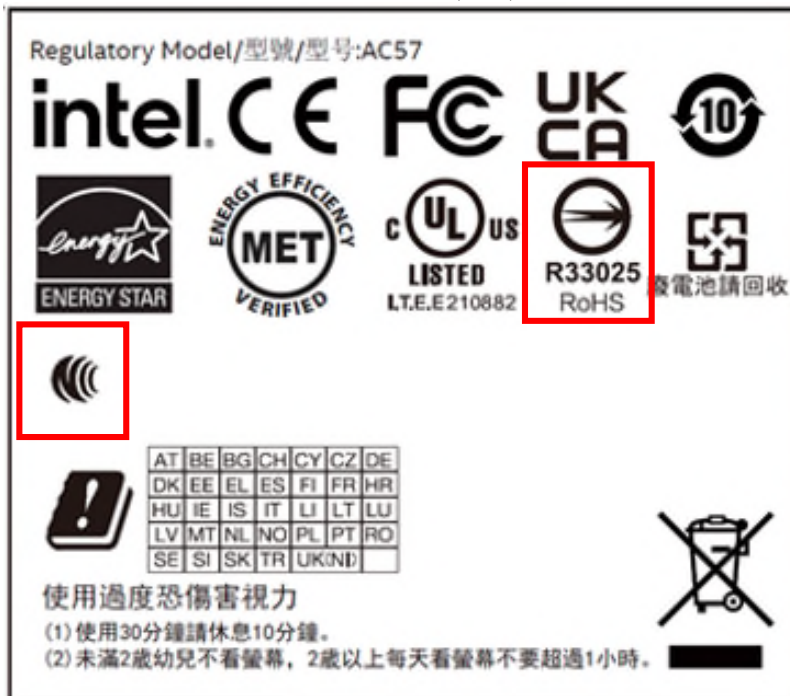 Regulatory Model/型號/型号:AC57
intel. CE FC UK CA 10
energy ENERGY STAR
ENERGY EFFICIENCY MET VERIFIED
C UL US LISTED I.T.E.E210882
R33025
RoHS
廢電池請回收
NCC
AT BE BG CH CY CZ DE
DK EE EL ES FI FR HR
HU IE IS IT LI LT LU
LV MT NL NO PL PT RO
SE SI SK TR UK(NI)
使用過度恐傷害視力
(1)使用30分鐘請休息10分鐘。
(2)未滿2歲幼兒不看螢幕，2歲以上每天看螢幕不要超過1小時。